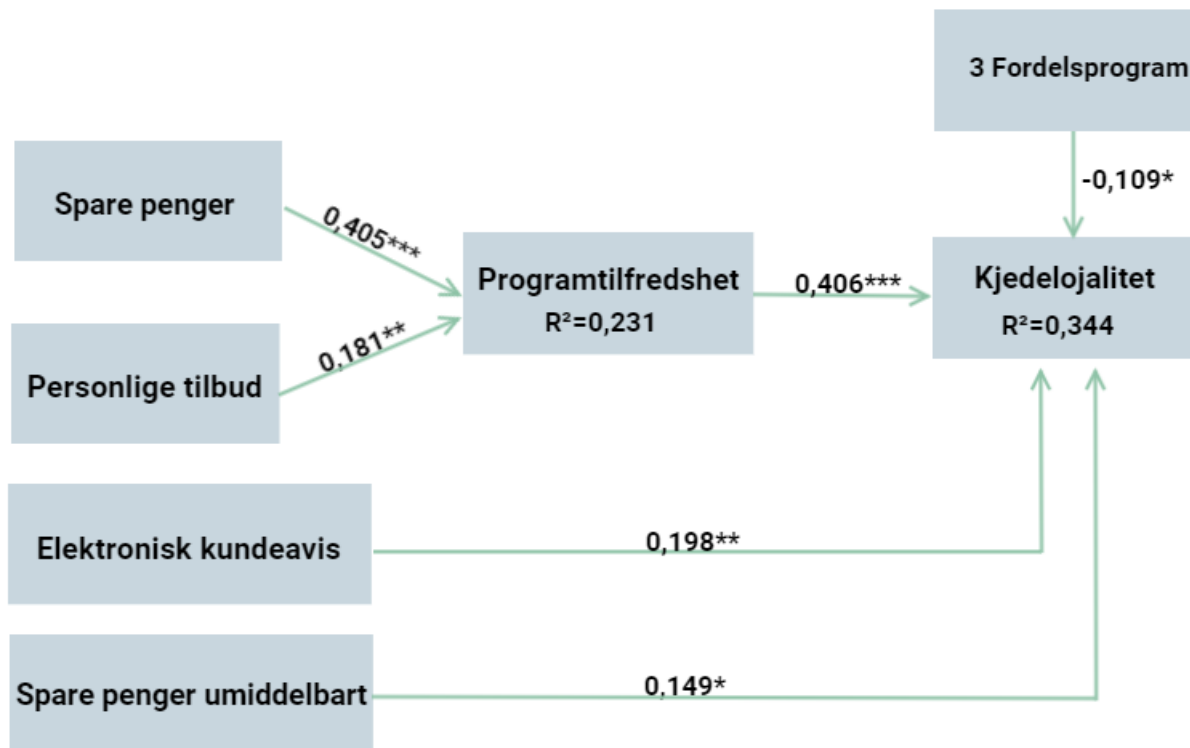 3 Fordelsprogram
-0,109*
Spare penger
0,405***
Programtilfredshet
R²=0,231
0,406***
Kjedelojalitet
R²=0,344
0,181**
Personlige tilbud
Elektronisk kundeavis
0,198**
Spare penger umiddelbart
0,149*